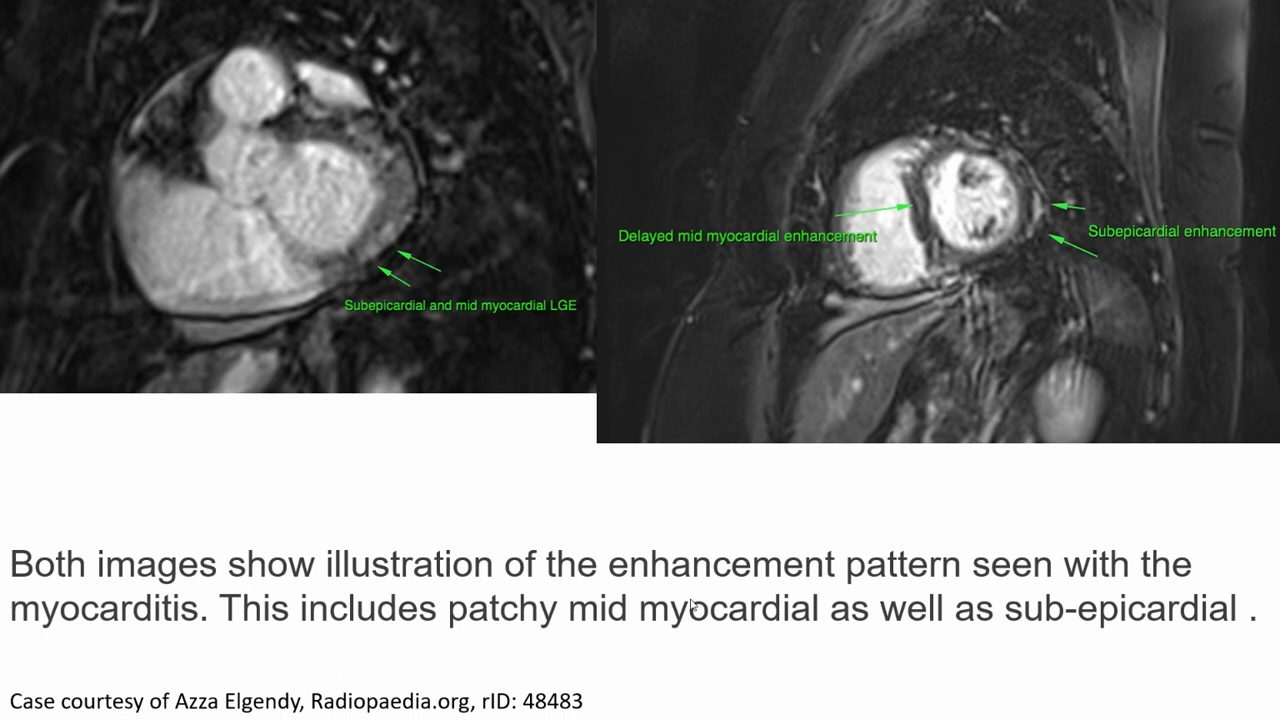 Delayed mid myocardial enhancement
Subepicardial enhancement
Subepicardial and mid myocardial LGE
Both images show illustration of the enhancement pattern seen with the
myocarditis. This includes patchy mid myocardial as well as sub-epicardial .
Case courtesy of Azza Elgendy, Radiopaedia.org, rID: 48483